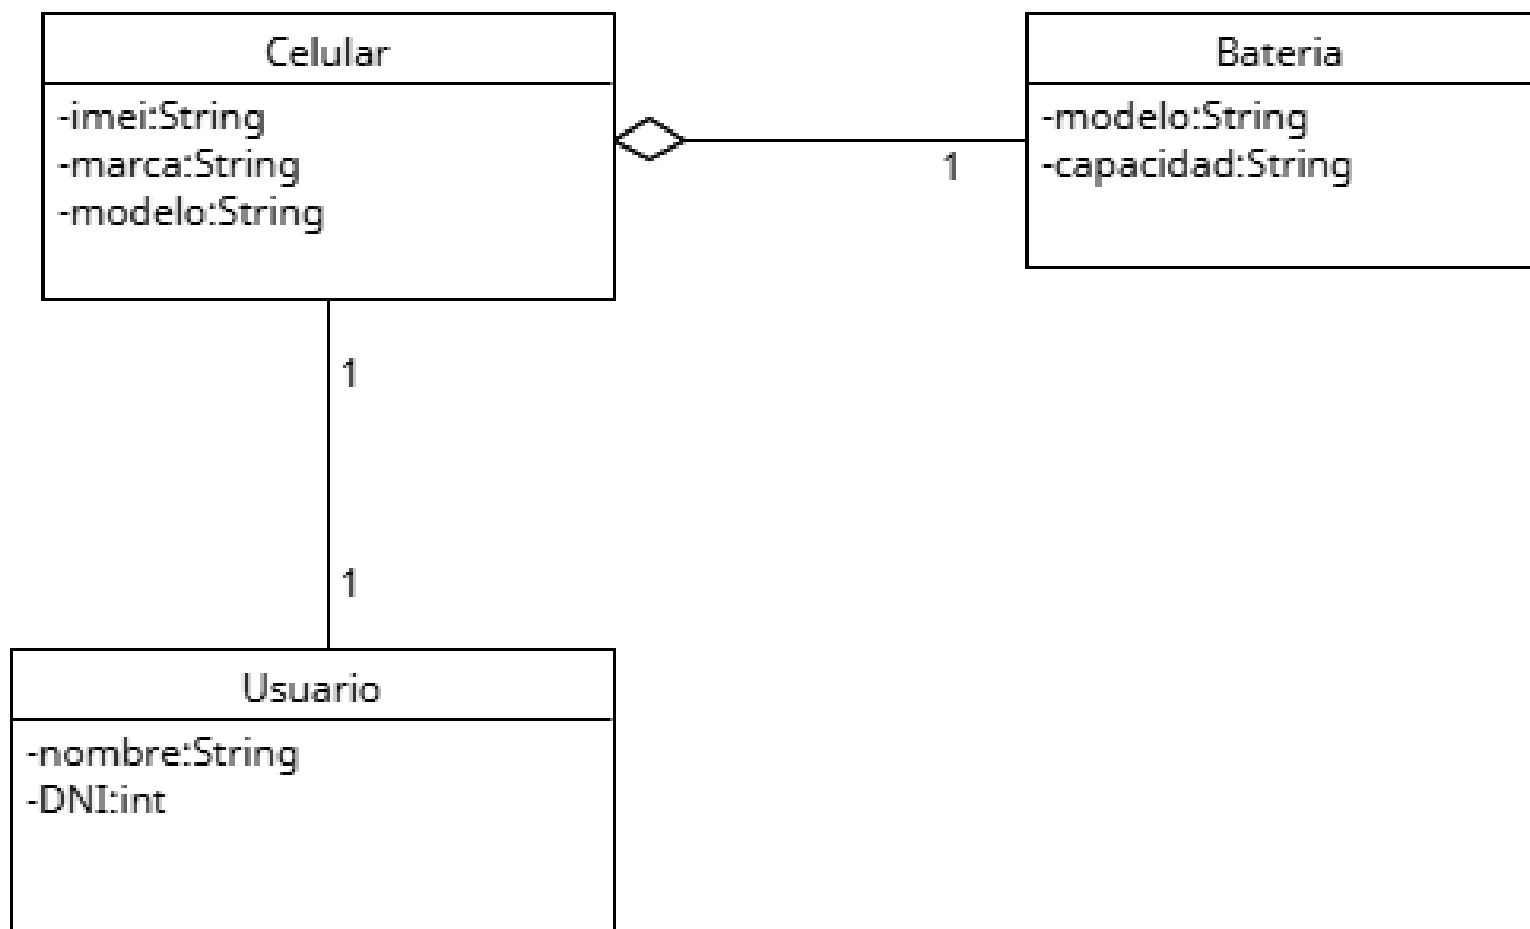 Celular
-imei:String
-marca:String
-modelo:String
1
Bateria
-modelo:String
-capacidad:String
1
1
Usuario
-nombre:String
-DNI:int